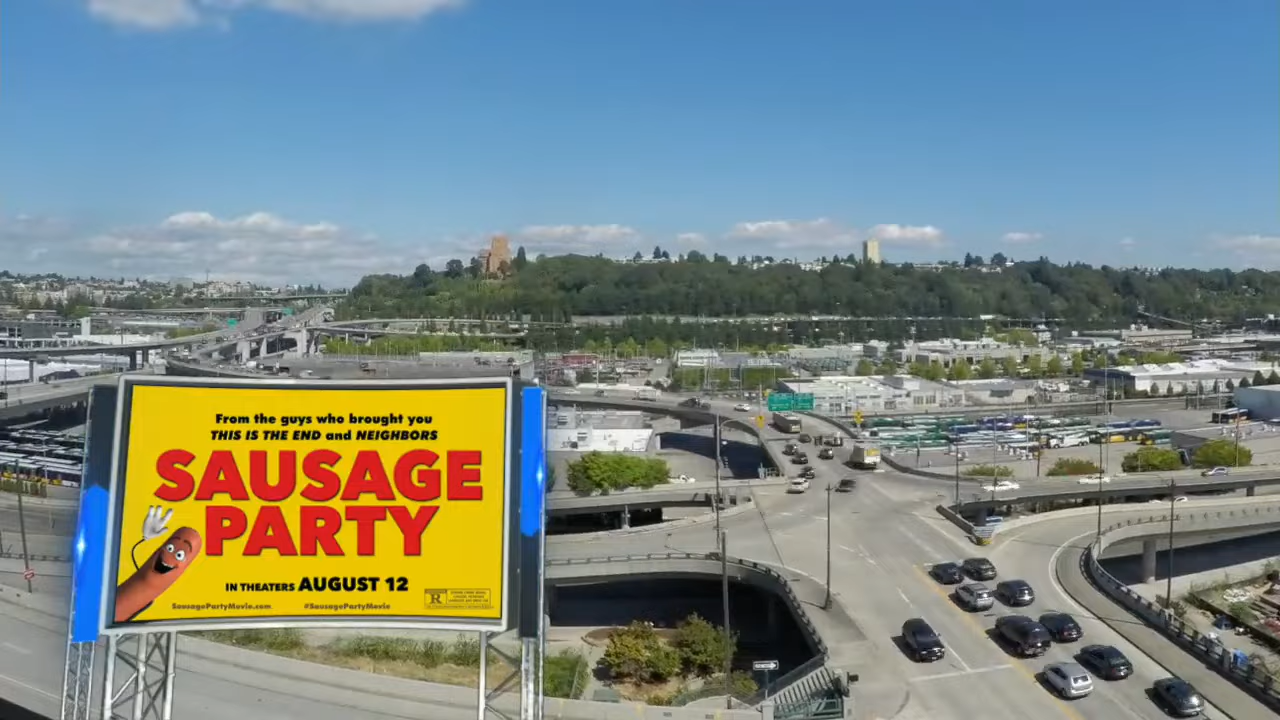 From the guys who brought you
THIS IS THE END and NEIGHBORS
SAUSAGE
PARTY
IN THEATERS AUGUST 12
SausagePartyMovie.com #SausagePartyMovie
R